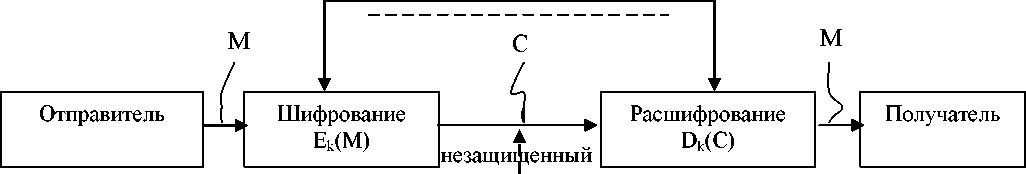 M
C
M
Отправитель
Шифрование
Eₖ(M)
незащищенный
Расшифрование
Dₖ(C)
Получатель